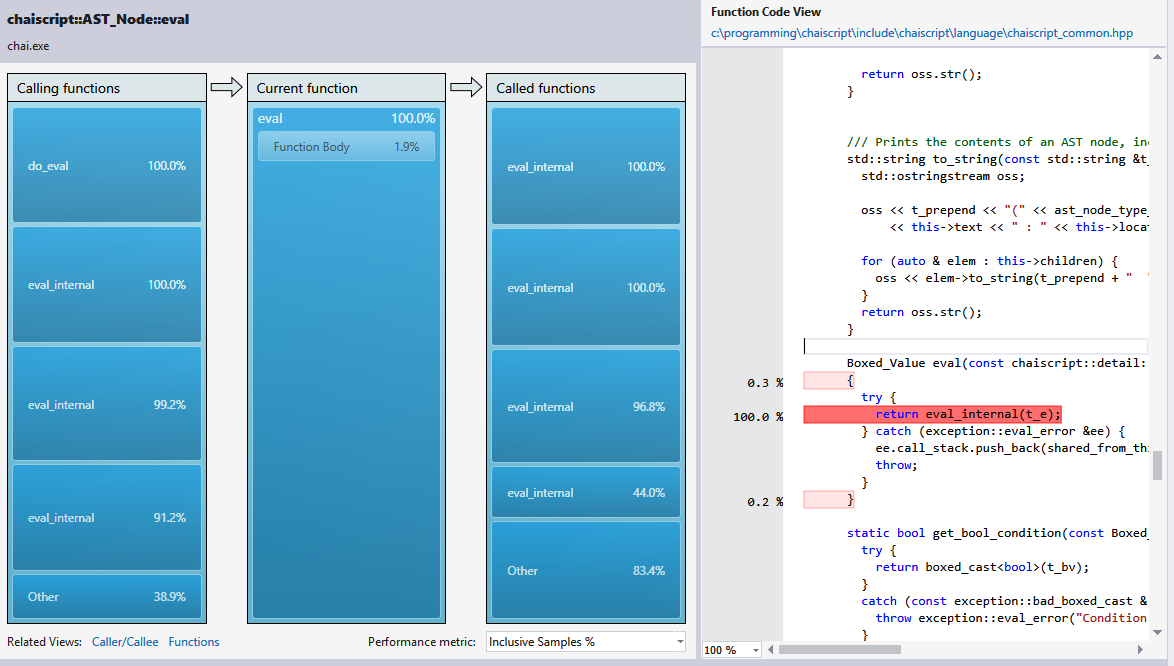 chaiscript::AST_Node::eval
chai.exe
Calling functions
do_eval 100.0%
eval_internal 100.0%
eval_internal 99.2%
eval_internal 91.2%
Other 38.9%
Current function
eval 100.0%
Function Body 1.9%
Called functions
eval_internal 100.0%
eval_internal 100.0%
eval_internal 96.8%
eval_internal 44.0%
Other 83.4%
Related Views: Caller/Callee Functions
Performance metric: Inclusive Samples %
Function Code View
c:\programming\chaiscript\include\chaiscript\language\chaiscript_common.hpp
return oss.str();
}
/// Prints the contents of an AST node, in
std::string to_string(const std::string &t_
std::ostringstream oss;
oss << t_prepend << "(" << ast_node_type_
<< this->text << " : " << this->loca
for (auto & elem : this->children) {
oss << elem->to_string(t_prepend + "
}
return oss.str();
}
Boxed_Value eval(const chaiscript::detail:
0.3 % {
try {
100.0 % return eval_internal(t_e);
} catch (exception::eval_error &ee) {
ee.call_stack.push_back(shared_from_th
throw;
}
0.2 % }
static bool get_bool_condition(const Boxed_
try {
return boxed_cast<bool>(t_bv);
}
catch (const exception::bad_boxed_cast &
throw exception::eval_error("Condition
}
100 %